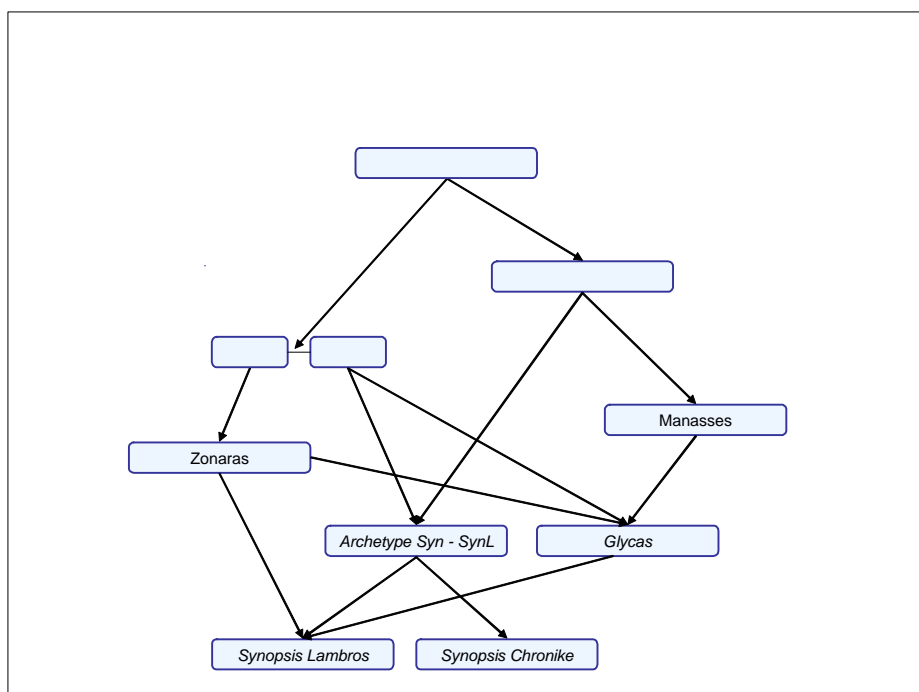 Manasses
Zonaras
Archetype Syn - SynL
Glycas
Synopsis Lambros
Synopsis Chronike